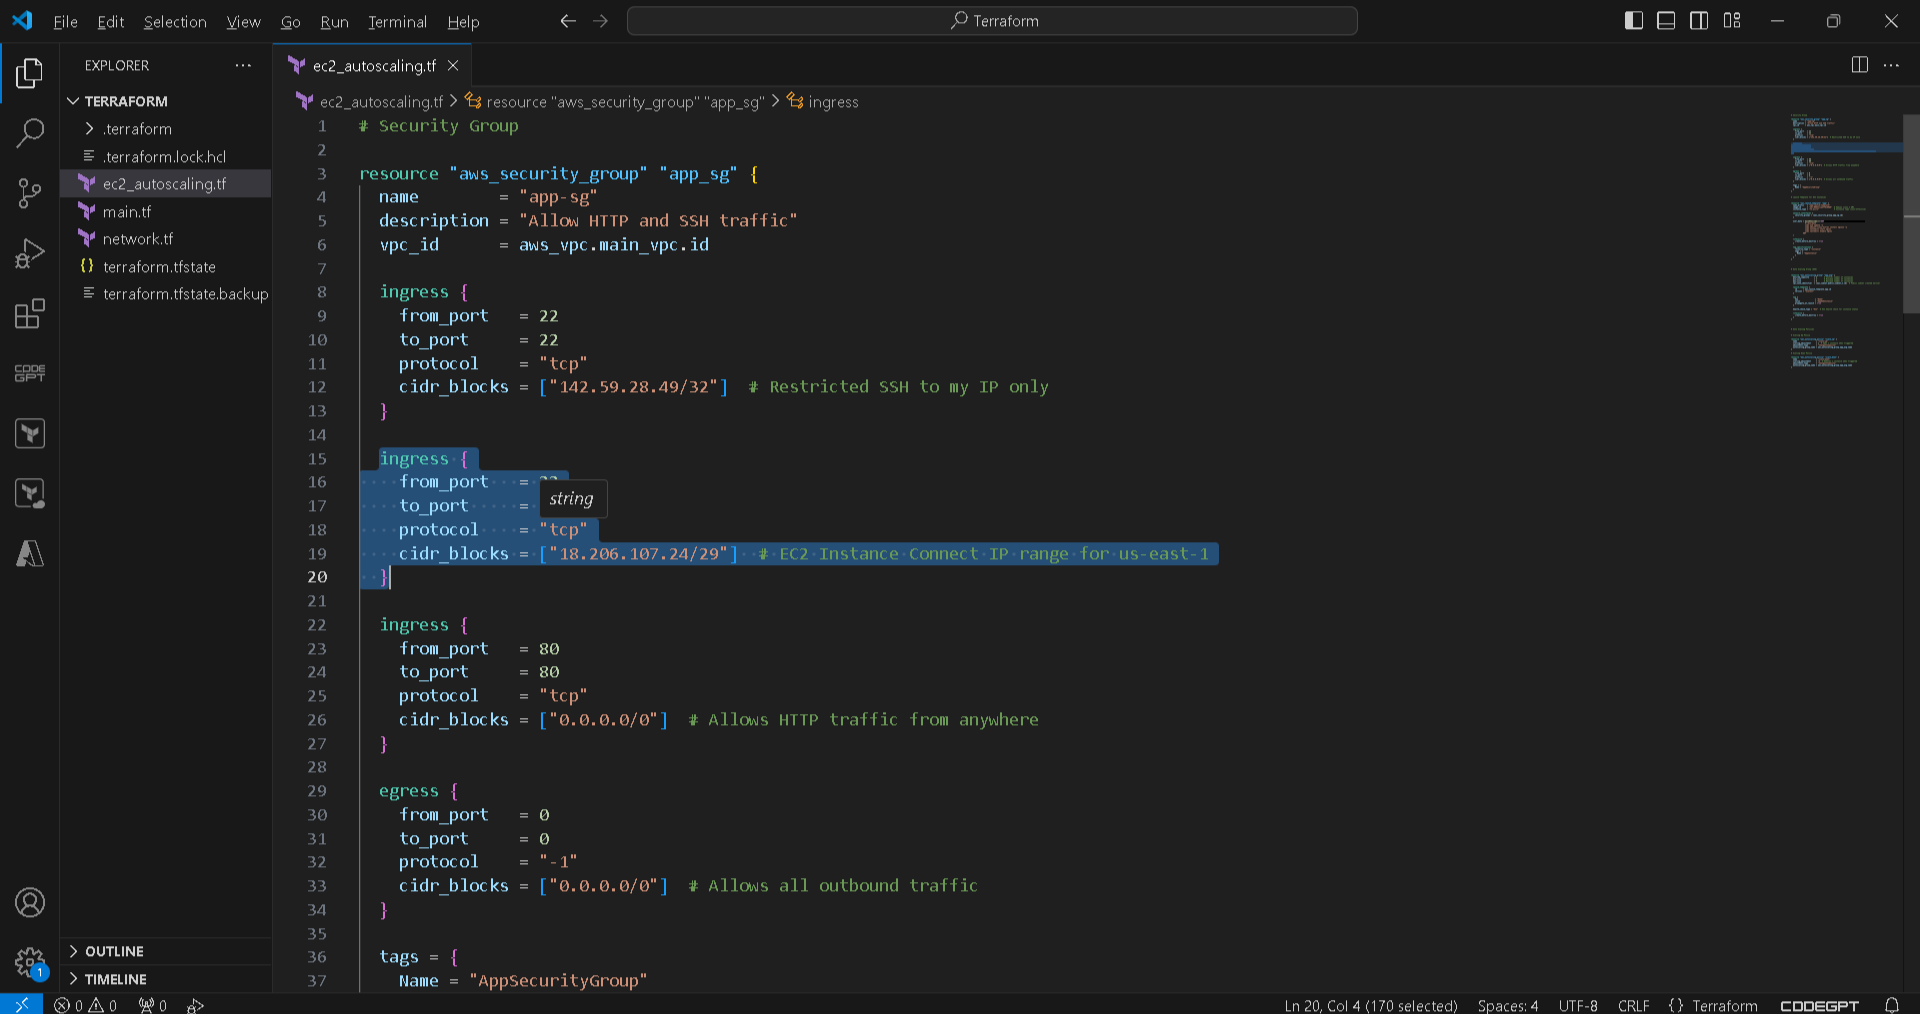 File Edit Selection View Go Run Terminal Help
Terraform
EXPLORER
TERRAFORM
.terraform
.terraform.lock.hcl
ec2_autoscaling.tf
main.tf
network.tf
terraform.tfstate
terraform.tfstate.backup
CODE
GPT
OUTLINE
TIMELINE
1
ec2_autoscaling.tf
ec2_autoscaling.tf > resource "aws_security_group" "app_sg" > ingress
1 # Security Group
2
3 resource "aws_security_group" "app_sg" {
4 name = "app-sg"
5 description = "Allow HTTP and SSH traffic"
6 vpc_id = aws_vpc.main_vpc.id
7
8 ingress {
9 from_port = 22
10 to_port = 22
11 protocol = "tcp"
12 cidr_blocks = ["142.59.28.49/32"] # Restricted SSH to my IP only
13 }
14
15 ingress {
16 from_port =
string
17 to_port =
18 protocol = "tcp"
19 cidr_blocks = ["18.206.107.24/29"] # EC2 Instance Connect IP range for us-east-1
20 }
21
22 ingress {
23 from_port = 80
24 to_port = 80
25 protocol = "tcp"
26 cidr_blocks = ["0.0.0.0/0"] # Allows HTTP traffic from anywhere
27 }
28
29 egress {
30 from_port = 0
31 to_port = 0
32 protocol = "-1"
33 cidr_blocks = ["0.0.0.0/0"] # Allows all outbound traffic
34 }
35
36 tags = {
37 Name = "AppSecurityGroup"
0 0 0
Ln 20, Col 4 (170 selected) Spaces: 4 UTF-8 CRLF {} Terraform CODEGPT